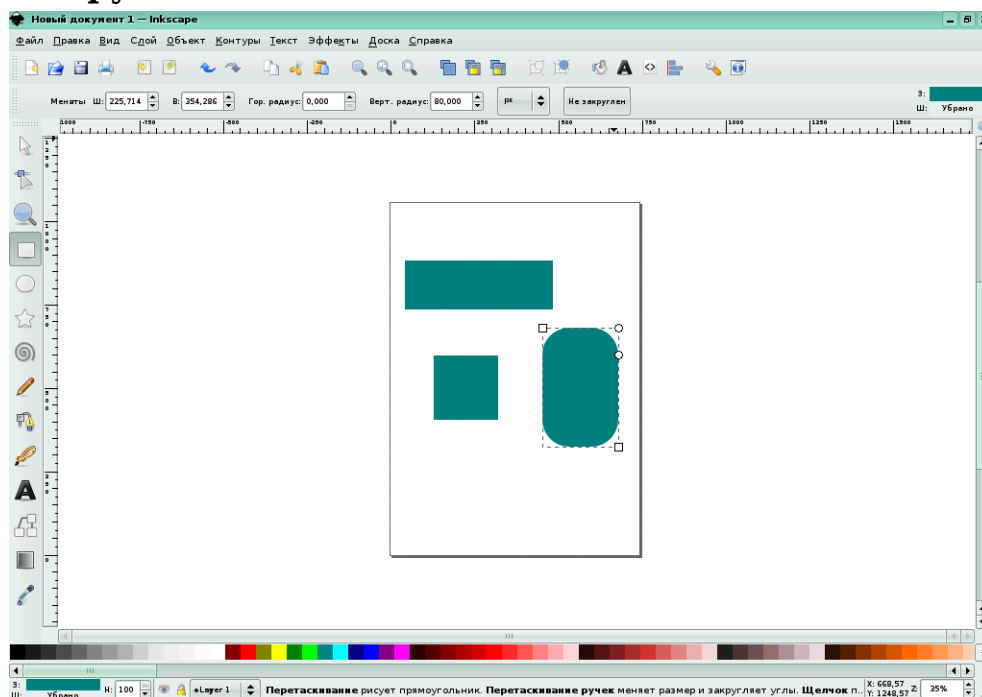 Новый документ 1 — Inkscape
Файл Правка Вид Слой Объект Контуры Текст Эффекты Доска Справка
Менять: Ш: 225,714 В: 354,286 Гор. радиус: 0,000 Верт. радиус: 80,000 px Не закруглен
З:
Ш: Убрано
З:
Ш: Убрано
Н: 100
•Layer 1
Перетаскивание рисует прямоугольник. Перетаскивание ручек меняет размер и закругляет углы. Щелчок п..
X: 668,57
Y: 1248,57
Z: 35%